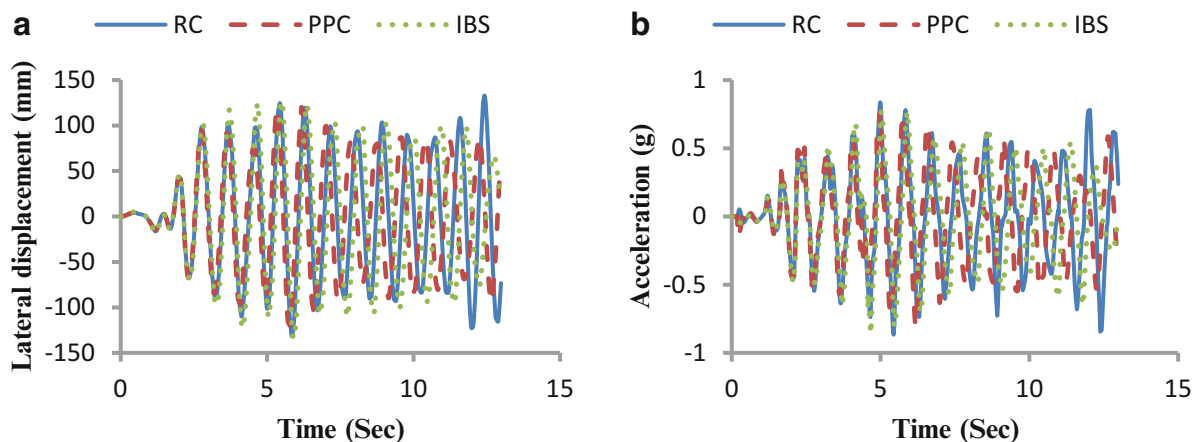 a
RC PPC IBS
Lateral displacement (mm)
150
100
50
0
-50
-100
-150
0 5 10 15
Time (Sec)
b
RC PPC IBS
Acceleration (g)
1
0.5
0
-0.5
-1
0 5 10 15
Time (Sec)